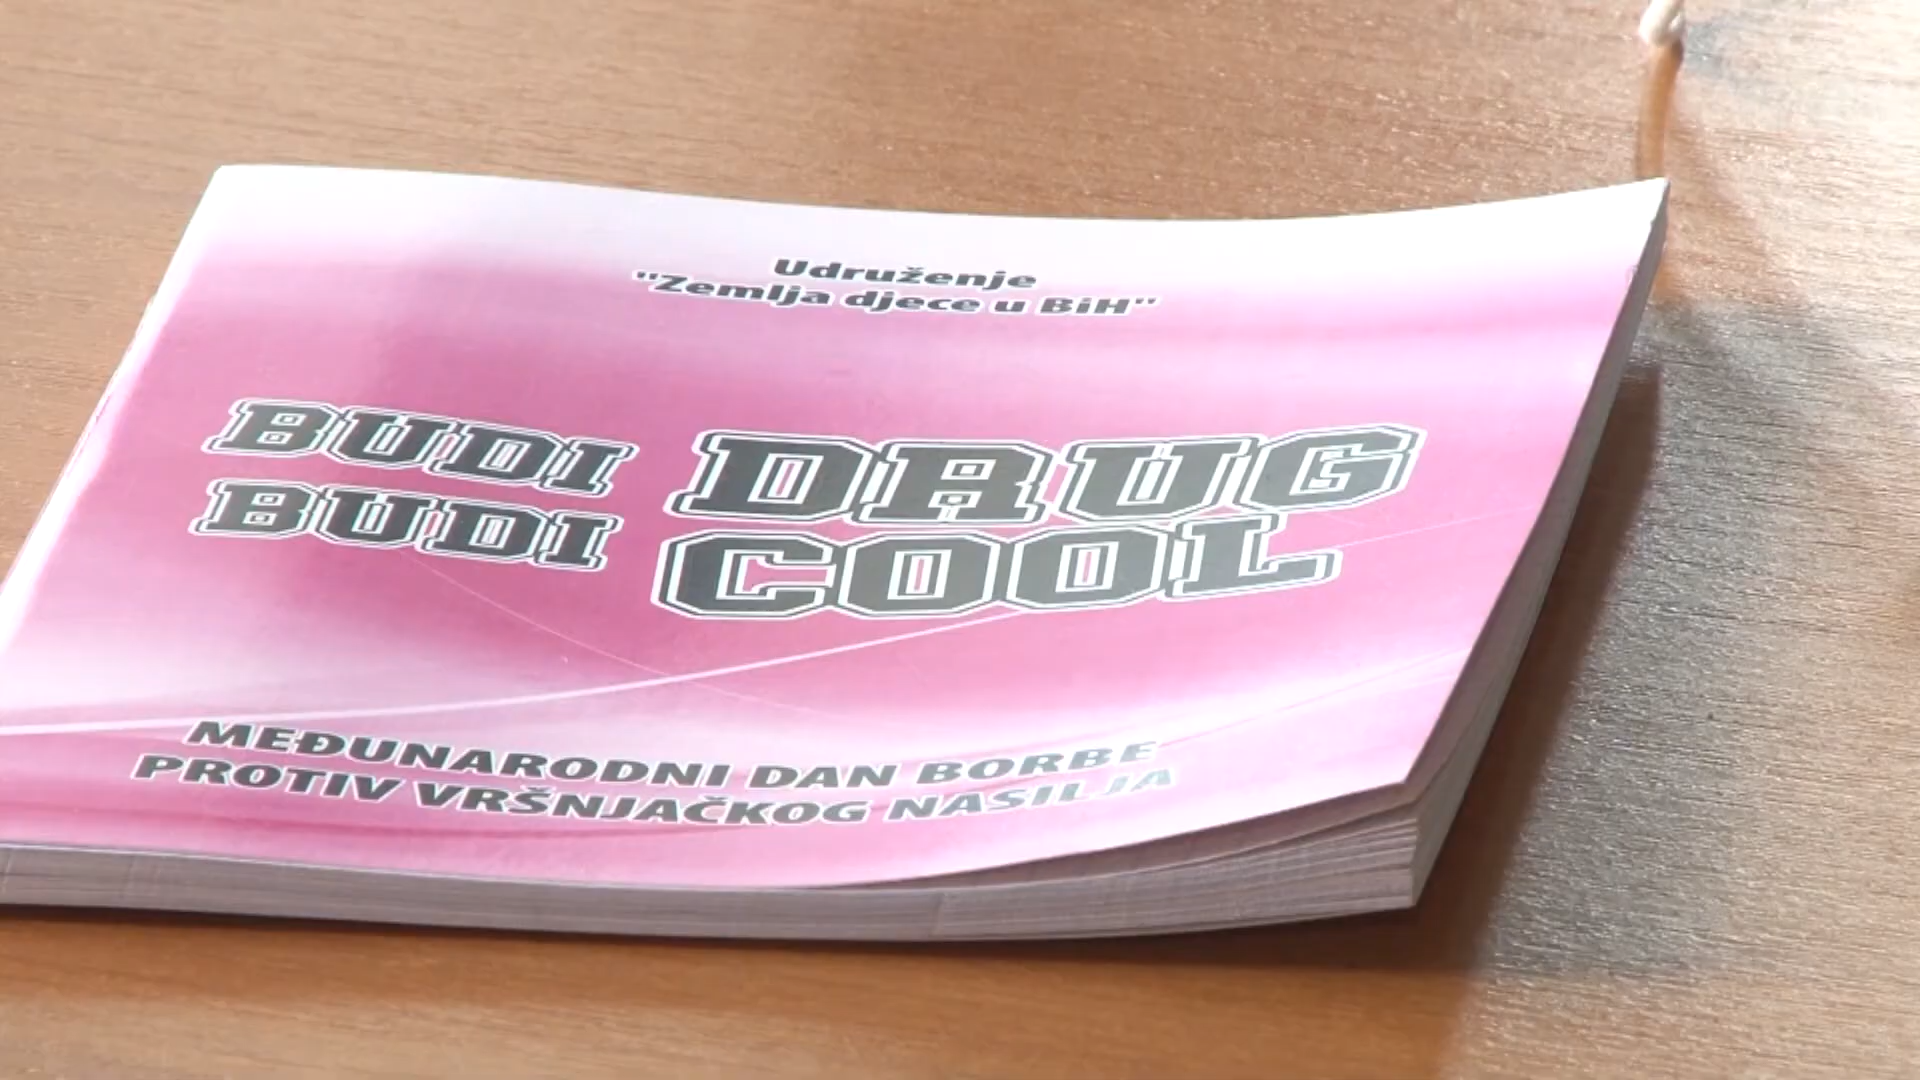 Udruženje
"Zemlja djece u BiH"
BUDI DRUG
BUDI COOL
MEĐUNARODNI DAN BORBE
PROTIV VRŠNJAČKOG NASILJA